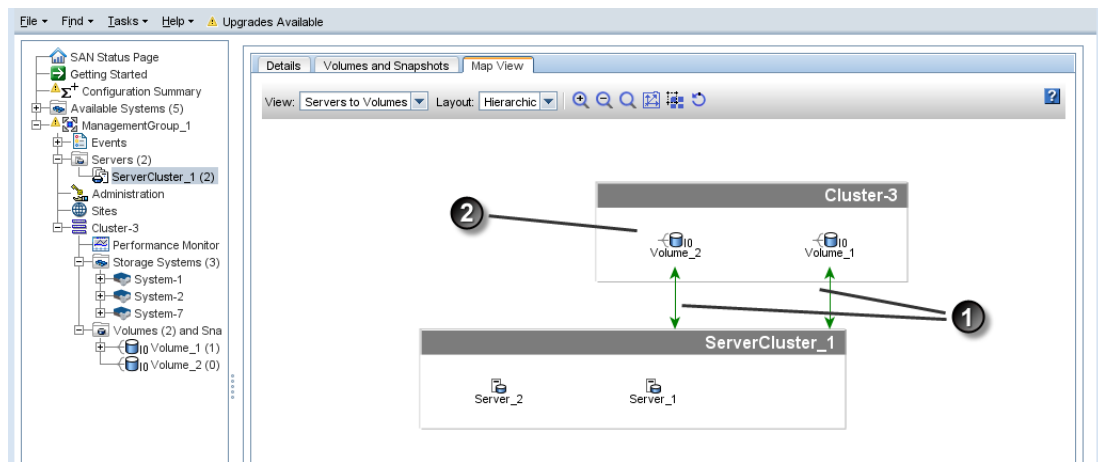 File Find Tasks Help Upgrades Available
SAN Status Page
Getting Started
Configuration Summary
Available Systems (5)
ManagementGroup_1
Events
Servers (2)
ServerCluster_1 (2)
Administration
Sites
Cluster-3
Performance Monitor
Storage Systems (3)
System-1
System-2
System-7
Volumes (2) and Sna
Volume_1 (1)
Volume_2 (0)
Details Volumes and Snapshots Map View
View: Servers to Volumes Layout: Hierarchic ?
Cluster-3
2
Volume_2 Volume_1
1
ServerCluster_1
Server_2 Server_1